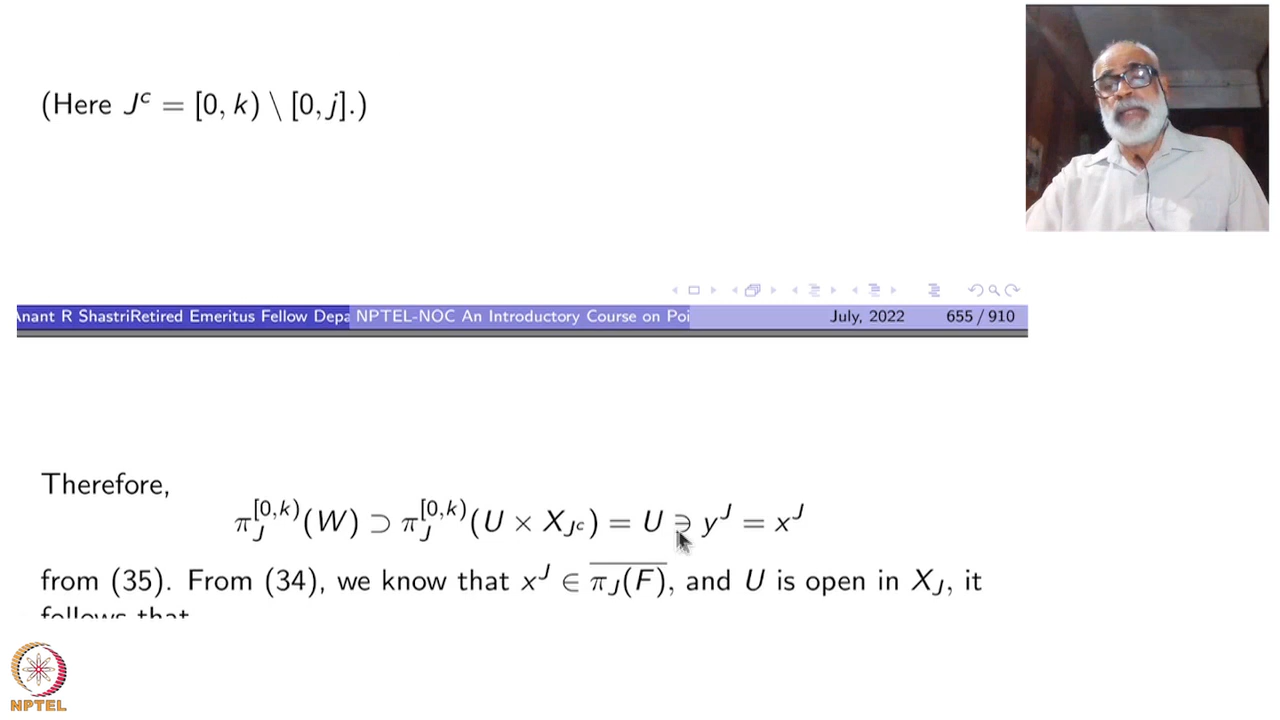 (Here J^c = [0, k) \ [0, j].)
Anant R ShastriRetired Emeritus Fellow Depa NPTEL-NOC An Introductory Course on Poi July, 2022 655 / 910
Therefore,
π_J^{[0,k)}(W) ⊃ π_J^{[0,k)}(U × X_{J^c}) = U ∋ y^J = x^J
from (35). From (34), we know that x^J ∈ \overline{π_J(F)}, and U is open in X_J, it
follows that
NPTEL